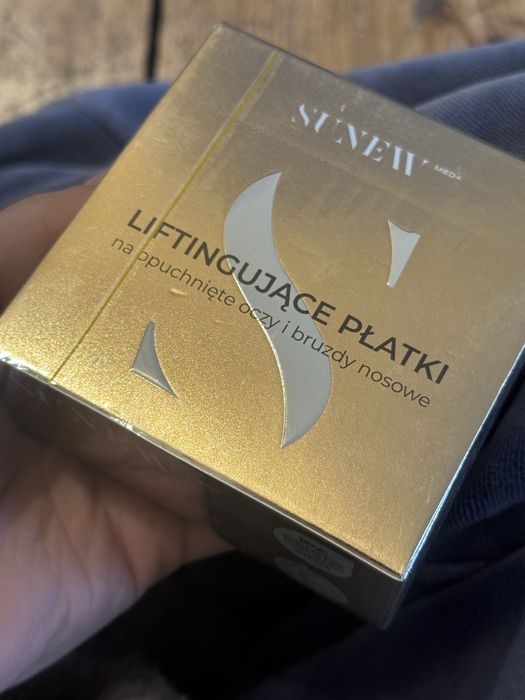 SUNEW MED+
LIFTINGUJĄCE PŁATKI
na opuchnięte oczy i bruzdy nosowe